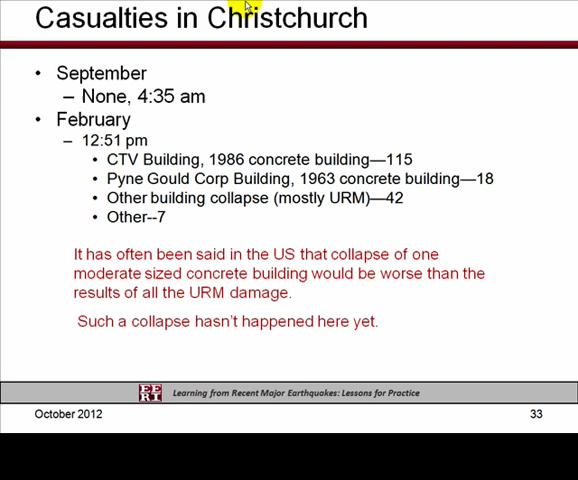 Casualties in Christchurch
• September
– None, 4:35 am
• February
– 12:51 pm
• CTV Building, 1986 concrete building—115
• Pyne Gould Corp Building, 1963 concrete building—18
• Other building collapse (mostly URM)—42
• Other--7
It has often been said in the US that collapse of one
moderate sized concrete building would be worse than the
results of all the URM damage.
Such a collapse hasn't happened here yet.
EE
RI
Learning from Recent Major Earthquakes: Lessons for Practice
October 2012
33